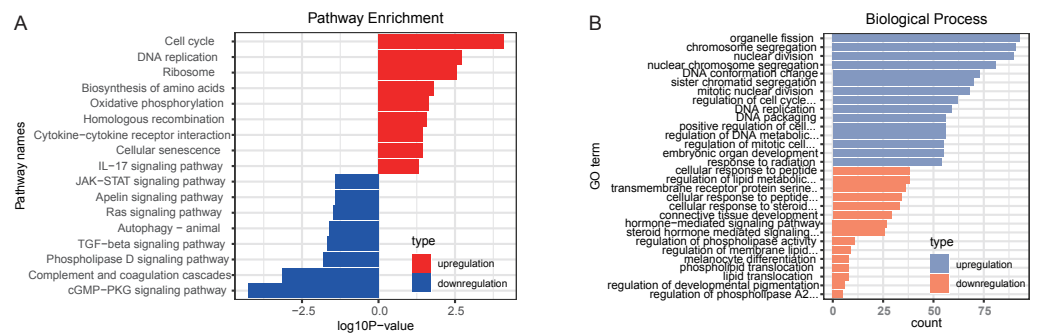 A
Pathway Enrichment
Pathway names
Cell cycle
DNA replication
Ribosome
Biosynthesis of amino acids
Oxidative phosphorylation
Homologous recombination
Cytokine−cytokine receptor interaction
Cellular senescence
IL−17 signaling pathway
JAK−STAT signaling pathway
Apelin signaling pathway
Ras signaling pathway
Autophagy − animal
TGF−beta signaling pathway
Phospholipase D signaling pathway
Complement and coagulation cascades
cGMP−PKG signaling pathway
type
upregulation
downregulation
−2.5 0.0 2.5
log10P−value
B
Biological Process
GO term
organelle fission
chromosome segregation
nuclear division
nuclear chromosome segregation
DNA conformation change
sister chromatid segregation
mitotic nuclear division
regulation of cell cycle...
DNA replication
DNA packaging
positive regulation of cell...
regulation of DNA metabolic...
regulation of mitotic cell...
embryonic organ development
response to radiation
cellular response to peptide
regulation of lipid metabolic...
transmembrane receptor protein serine..
cellular response to peptide...
cellular response to steroid...
connective tissue development
hormone−mediated signaling pathway
steroid hormone mediated signaling...
regulation of phospholipase activity
regulation of membrane lipid...
melanocyte differentiation
phospholipid translocation
lipid translocation
regulation of developmental pigmentation
regulation of phospholipase A2...
type
upregulation
downregulation
0 25 50 75
count